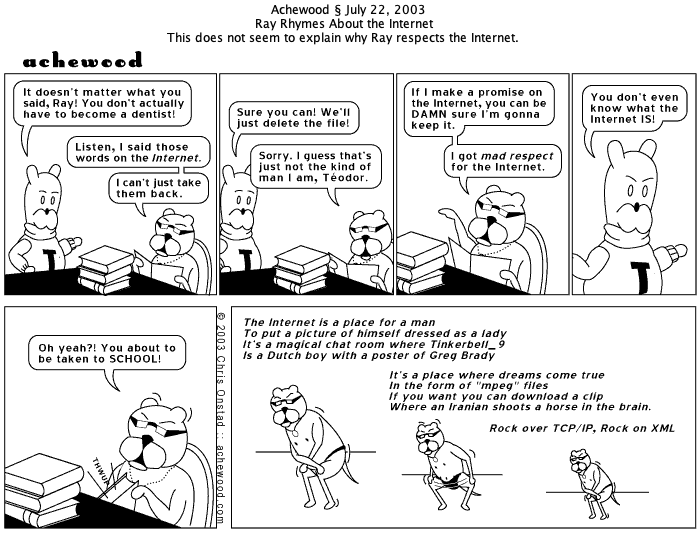 Achewood § July 22, 2003
Ray Rhymes About the Internet
This does not seem to explain why Ray respects the Internet.
achewood
It doesn't matter what you
said, Ray! You don't actually
have to become a dentist!
Listen, I said those
words on the Internet.
I can't just take
them back.
T
Sure you can! We'll
just delete the file!
Sorry. I guess that's
just not the kind of
man I am, Téodor.
If I make a promise on
the Internet, you can be
DAMN sure I'm gonna
keep it.
I got mad respect
for the Internet.
You don't even
know what the
Internet IS!
T
Oh yeah?! You about to
be taken to SCHOOL!
THWUP
© 2003 Chris Onstad :: achewood.com
The Internet is a place for a man
To put a picture of himself dressed as a lady
It's a magical chat room where Tinkerbell_9
Is a Dutch boy with a poster of Greg Brady
It's a place where dreams come true
In the form of "mpeg" files
If you want you can download a clip
Where an Iranian shoots a horse in the brain.
Rock over TCP/IP, Rock on XML